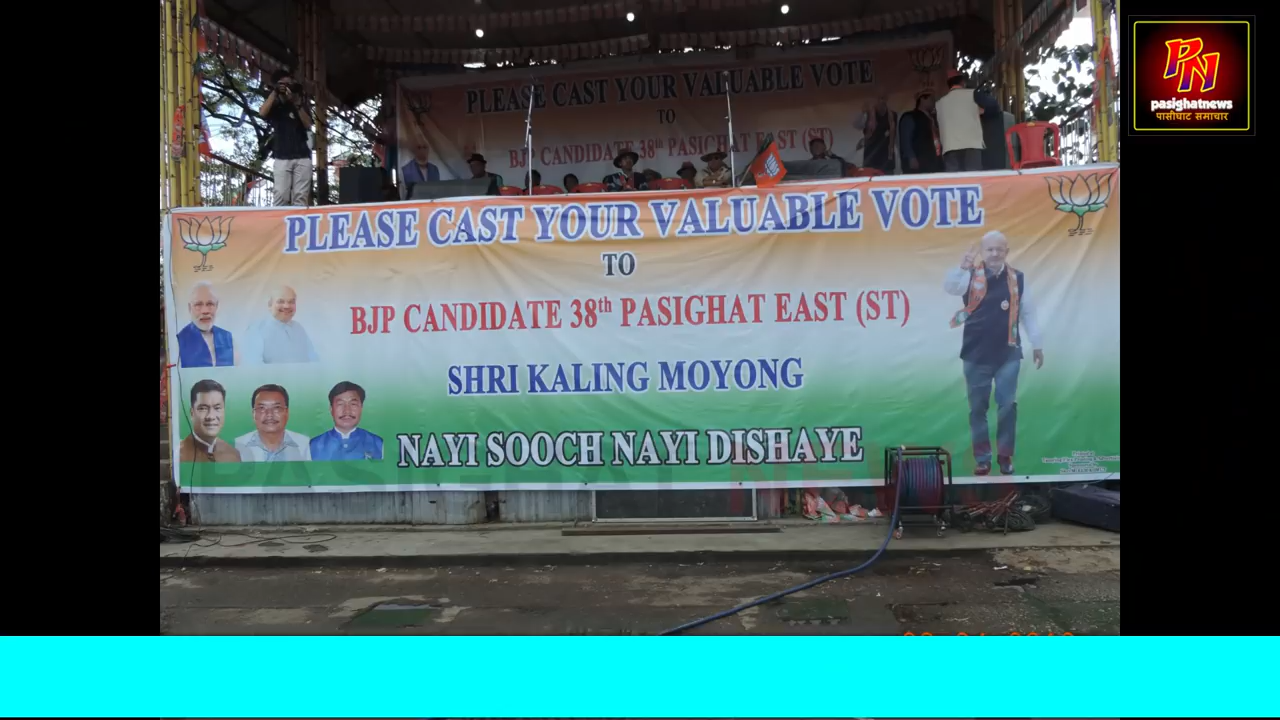 PLEASE CAST YOUR VALUABLE VOTE
TO
BJP CANDIDATE 38th PASIGHAT EAST (ST)
PN
pasighatnews
पासीघाट समाचार
PLEASE CAST YOUR VALUABLE VOTE
TO
BJP CANDIDATE 38th PASIGHAT EAST (ST)
SHRI KALING MOYONG
NAYI SOOCH NAYI DISHAYE